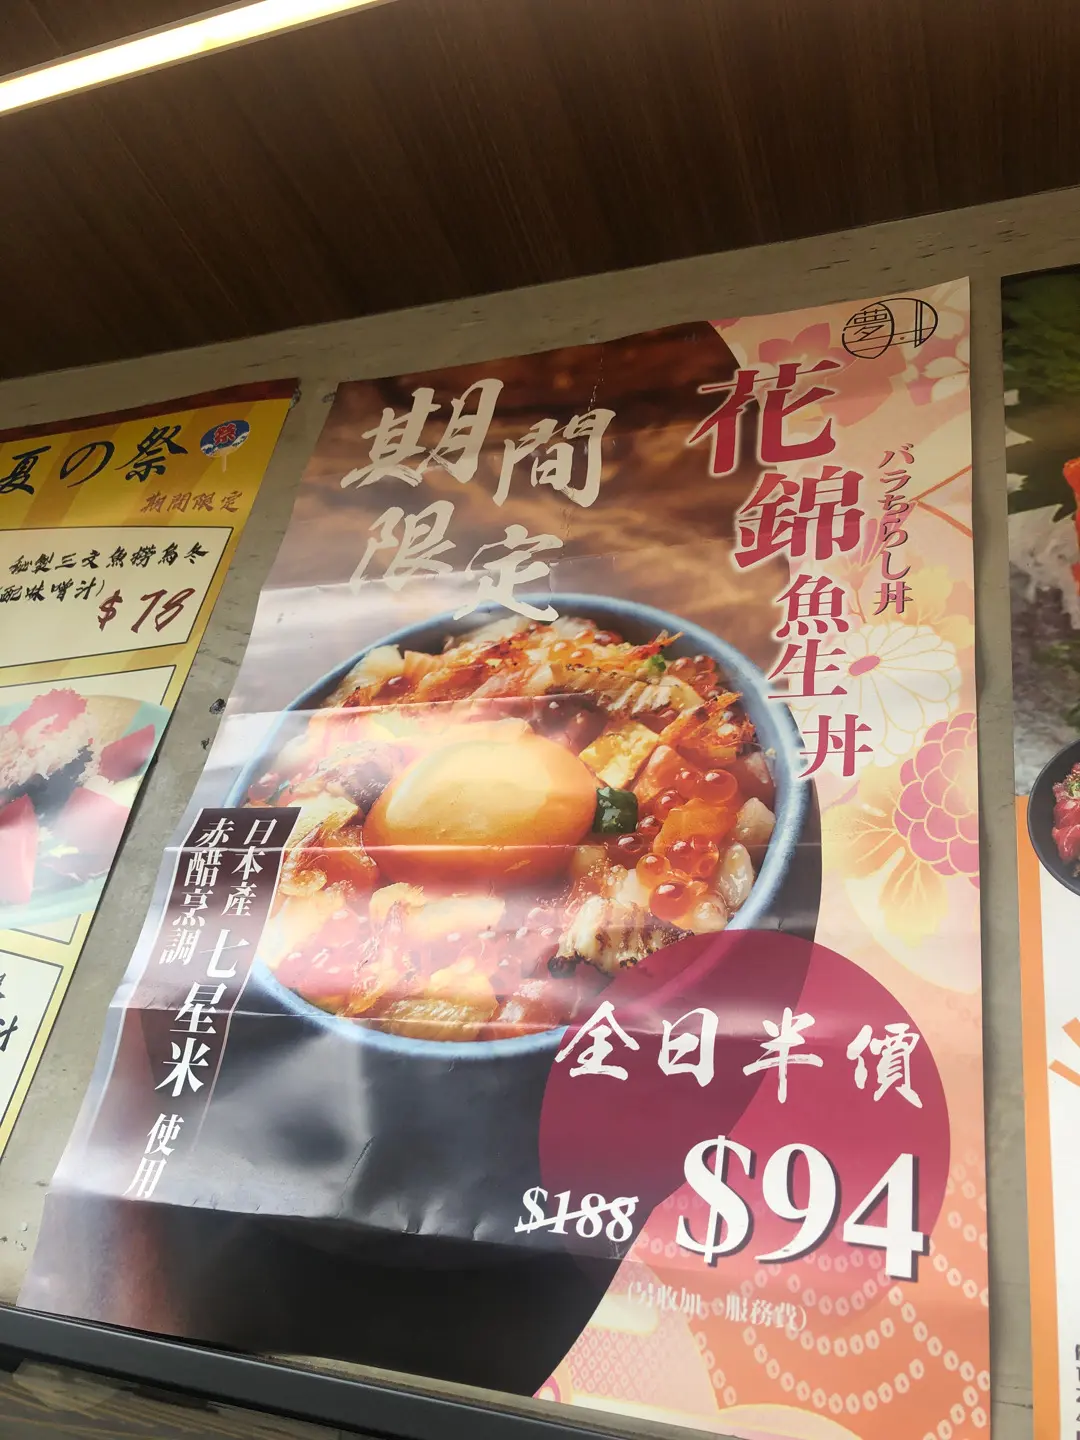 夏の祭
祭
期間限定
秘製三文魚撈烏冬
配味噌汁)
$78
夢
期間
限定
花錦魚生丼
バラちらし丼
日本産
赤醋烹調
七星米
使用
全日半價
$188
$94
(另收加一服務費)